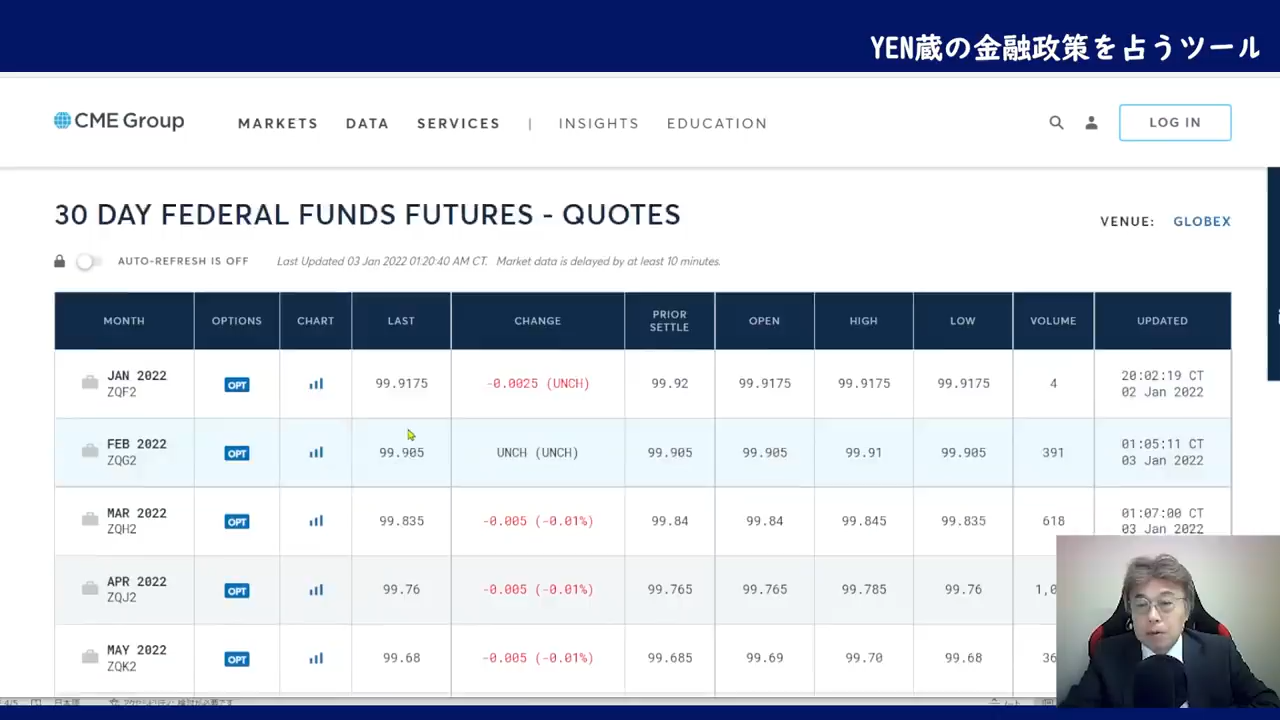 YEN蔵の金融政策を占うツール
CME Group MARKETS DATA SERVICES | INSIGHTS EDUCATION LOG IN
30 DAY FEDERAL FUNDS FUTURES - QUOTES
VENUE: GLOBEX
AUTO-REFRESH IS OFF Last Updated 03 Jan 2022 01:20:40 AM CT. Market data is delayed by at least 10 minutes.
MONTH OPTIONS CHART LAST CHANGE PRIOR SETTLE OPEN HIGH LOW VOLUME UPDATED
JAN 2022 ZQF2 OPT 99.9175 -0.0025 (UNCH) 99.92 99.9175 99.9175 99.9175 4 20:02:19 CT 02 Jan 2022
FEB 2022 ZQG2 OPT 99.905 UNCH (UNCH) 99.905 99.905 99.91 99.905 391 01:05:11 CT 03 Jan 2022
MAR 2022 ZQH2 OPT 99.835 -0.005 (-0.01%) 99.84 99.84 99.845 99.835 618 01:07:00 CT 03 Jan 2022
APR 2022 ZQJ2 OPT 99.76 -0.005 (-0.01%) 99.765 99.765 99.785 99.76
MAY 2022 ZQK2 OPT 99.68 -0.005 (-0.01%) 99.685 99.69 99.70 99.68